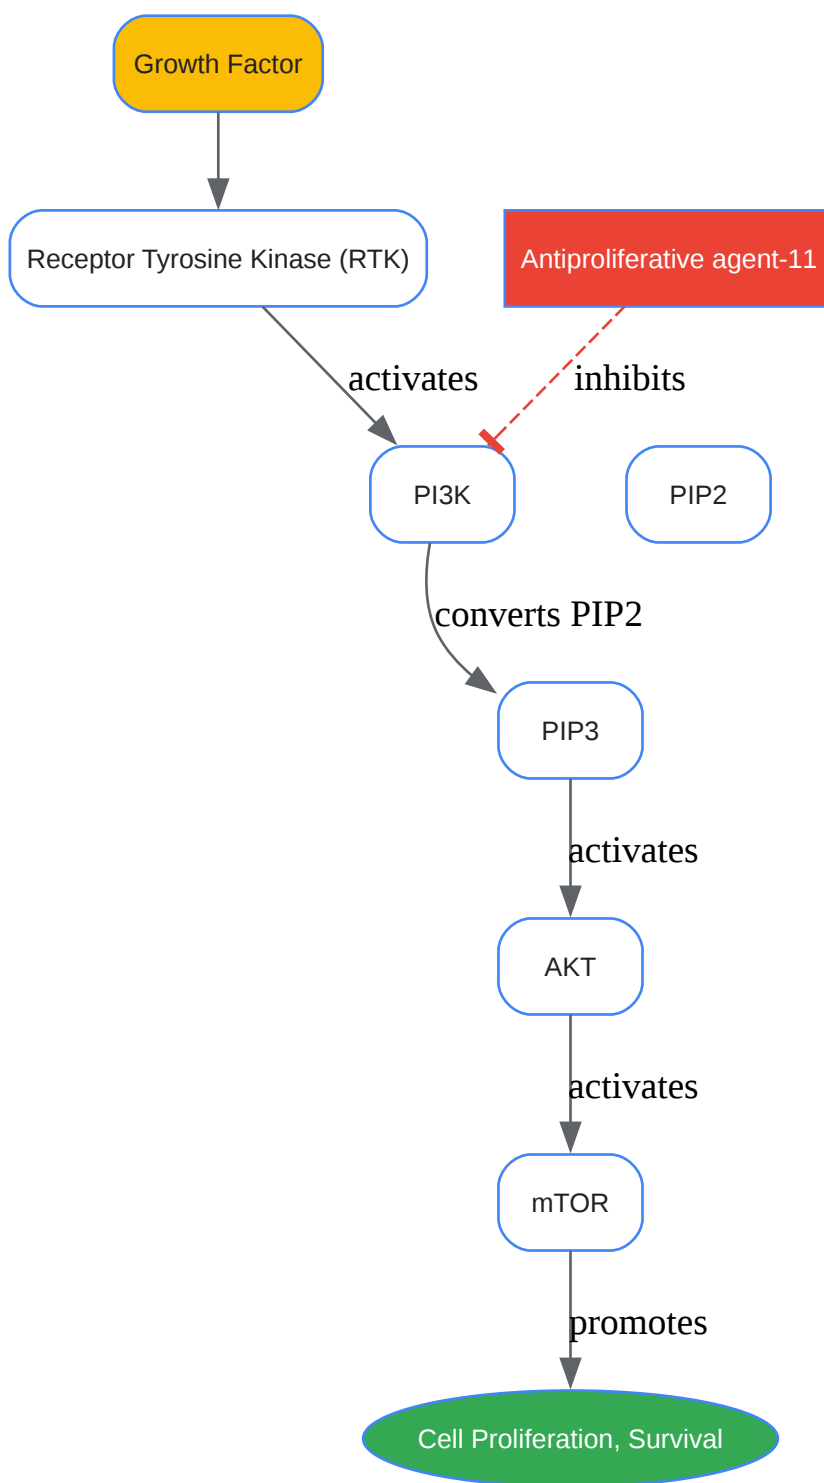 Growth Factor
Receptor Tyrosine Kinase (RTK)
Antiproliferative agent-11
activates
inhibits
PI3K
PIP2
converts PIP2
PIP3
activates
AKT
activates
mTOR
promotes
Cell Proliferation, Survival